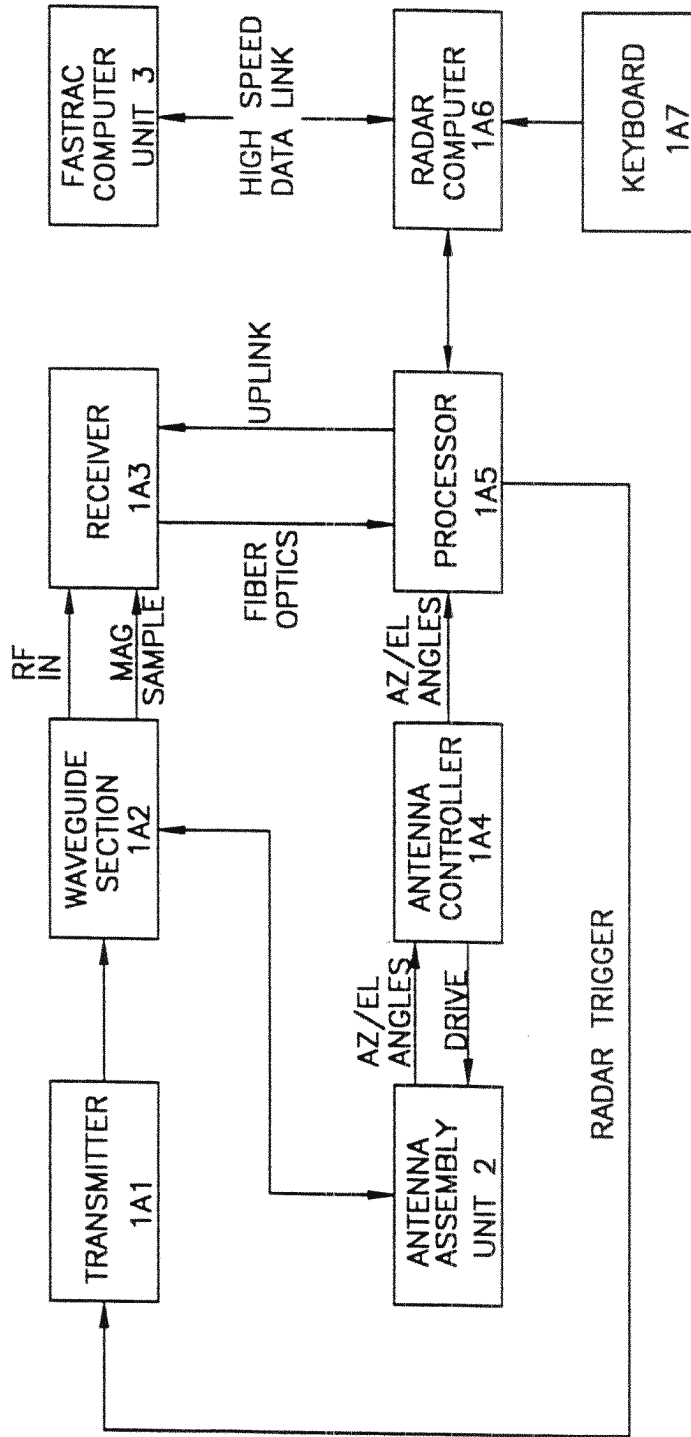 TRANSMITTER
1A1
WAVEGUIDE
SECTION
1A2
RF
IN
MAG
SAMPLE
RECEIVER
1A3
FASTRAC
COMPUTER
UNIT 3
FIBER
OPTICS
UPLINK
HIGH SPEED
DATA LINK
ANTENNA
ASSEMBLY
UNIT 2
AZ/EL
ANGLES
DRIVE
ANTENNA
CONTROLLER
1A4
AZ/EL
ANGLES
PROCESSOR
1A5
RADAR
COMPUTER
1A6
KEYBOARD
1A7
RADAR TRIGGER